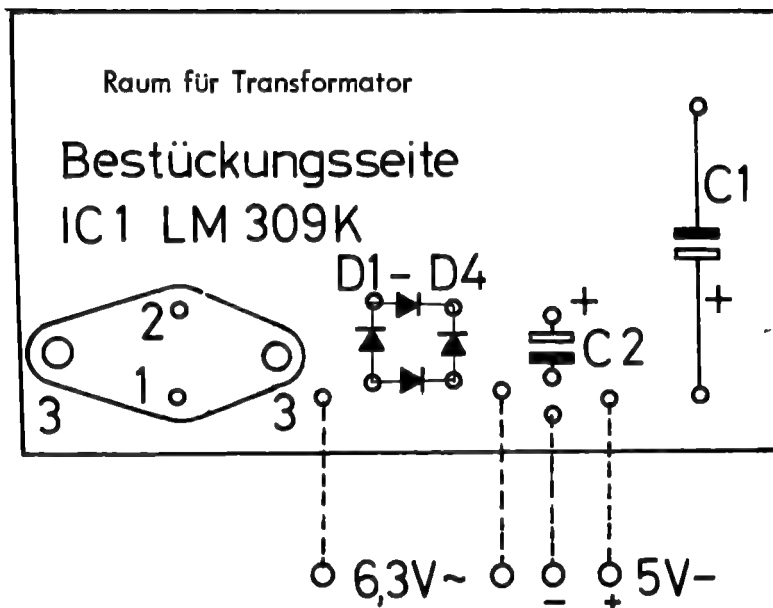 Raum für Transformator
Bestückungsseite
IC1 LM 309K
C1
D1 - D4
+
+
2
C2
1
3
3
6,3V~
- + 5V-